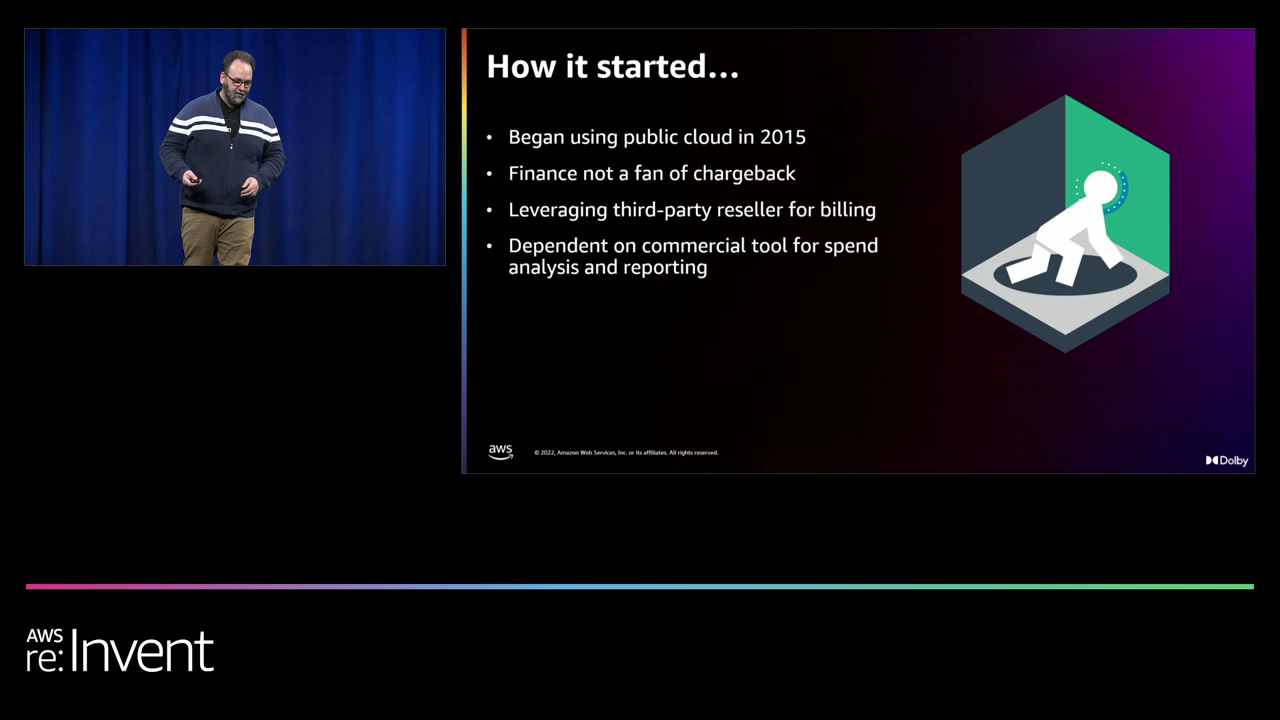 How it started...
• Began using public cloud in 2015
• Finance not a fan of chargeback
• Leveraging third-party reseller for billing
• Dependent on commercial tool for spend
analysis and reporting
aws
© 2022, Amazon Web Services, Inc. or its affiliates. All rights reserved.
Dolby
AWS
re:Invent